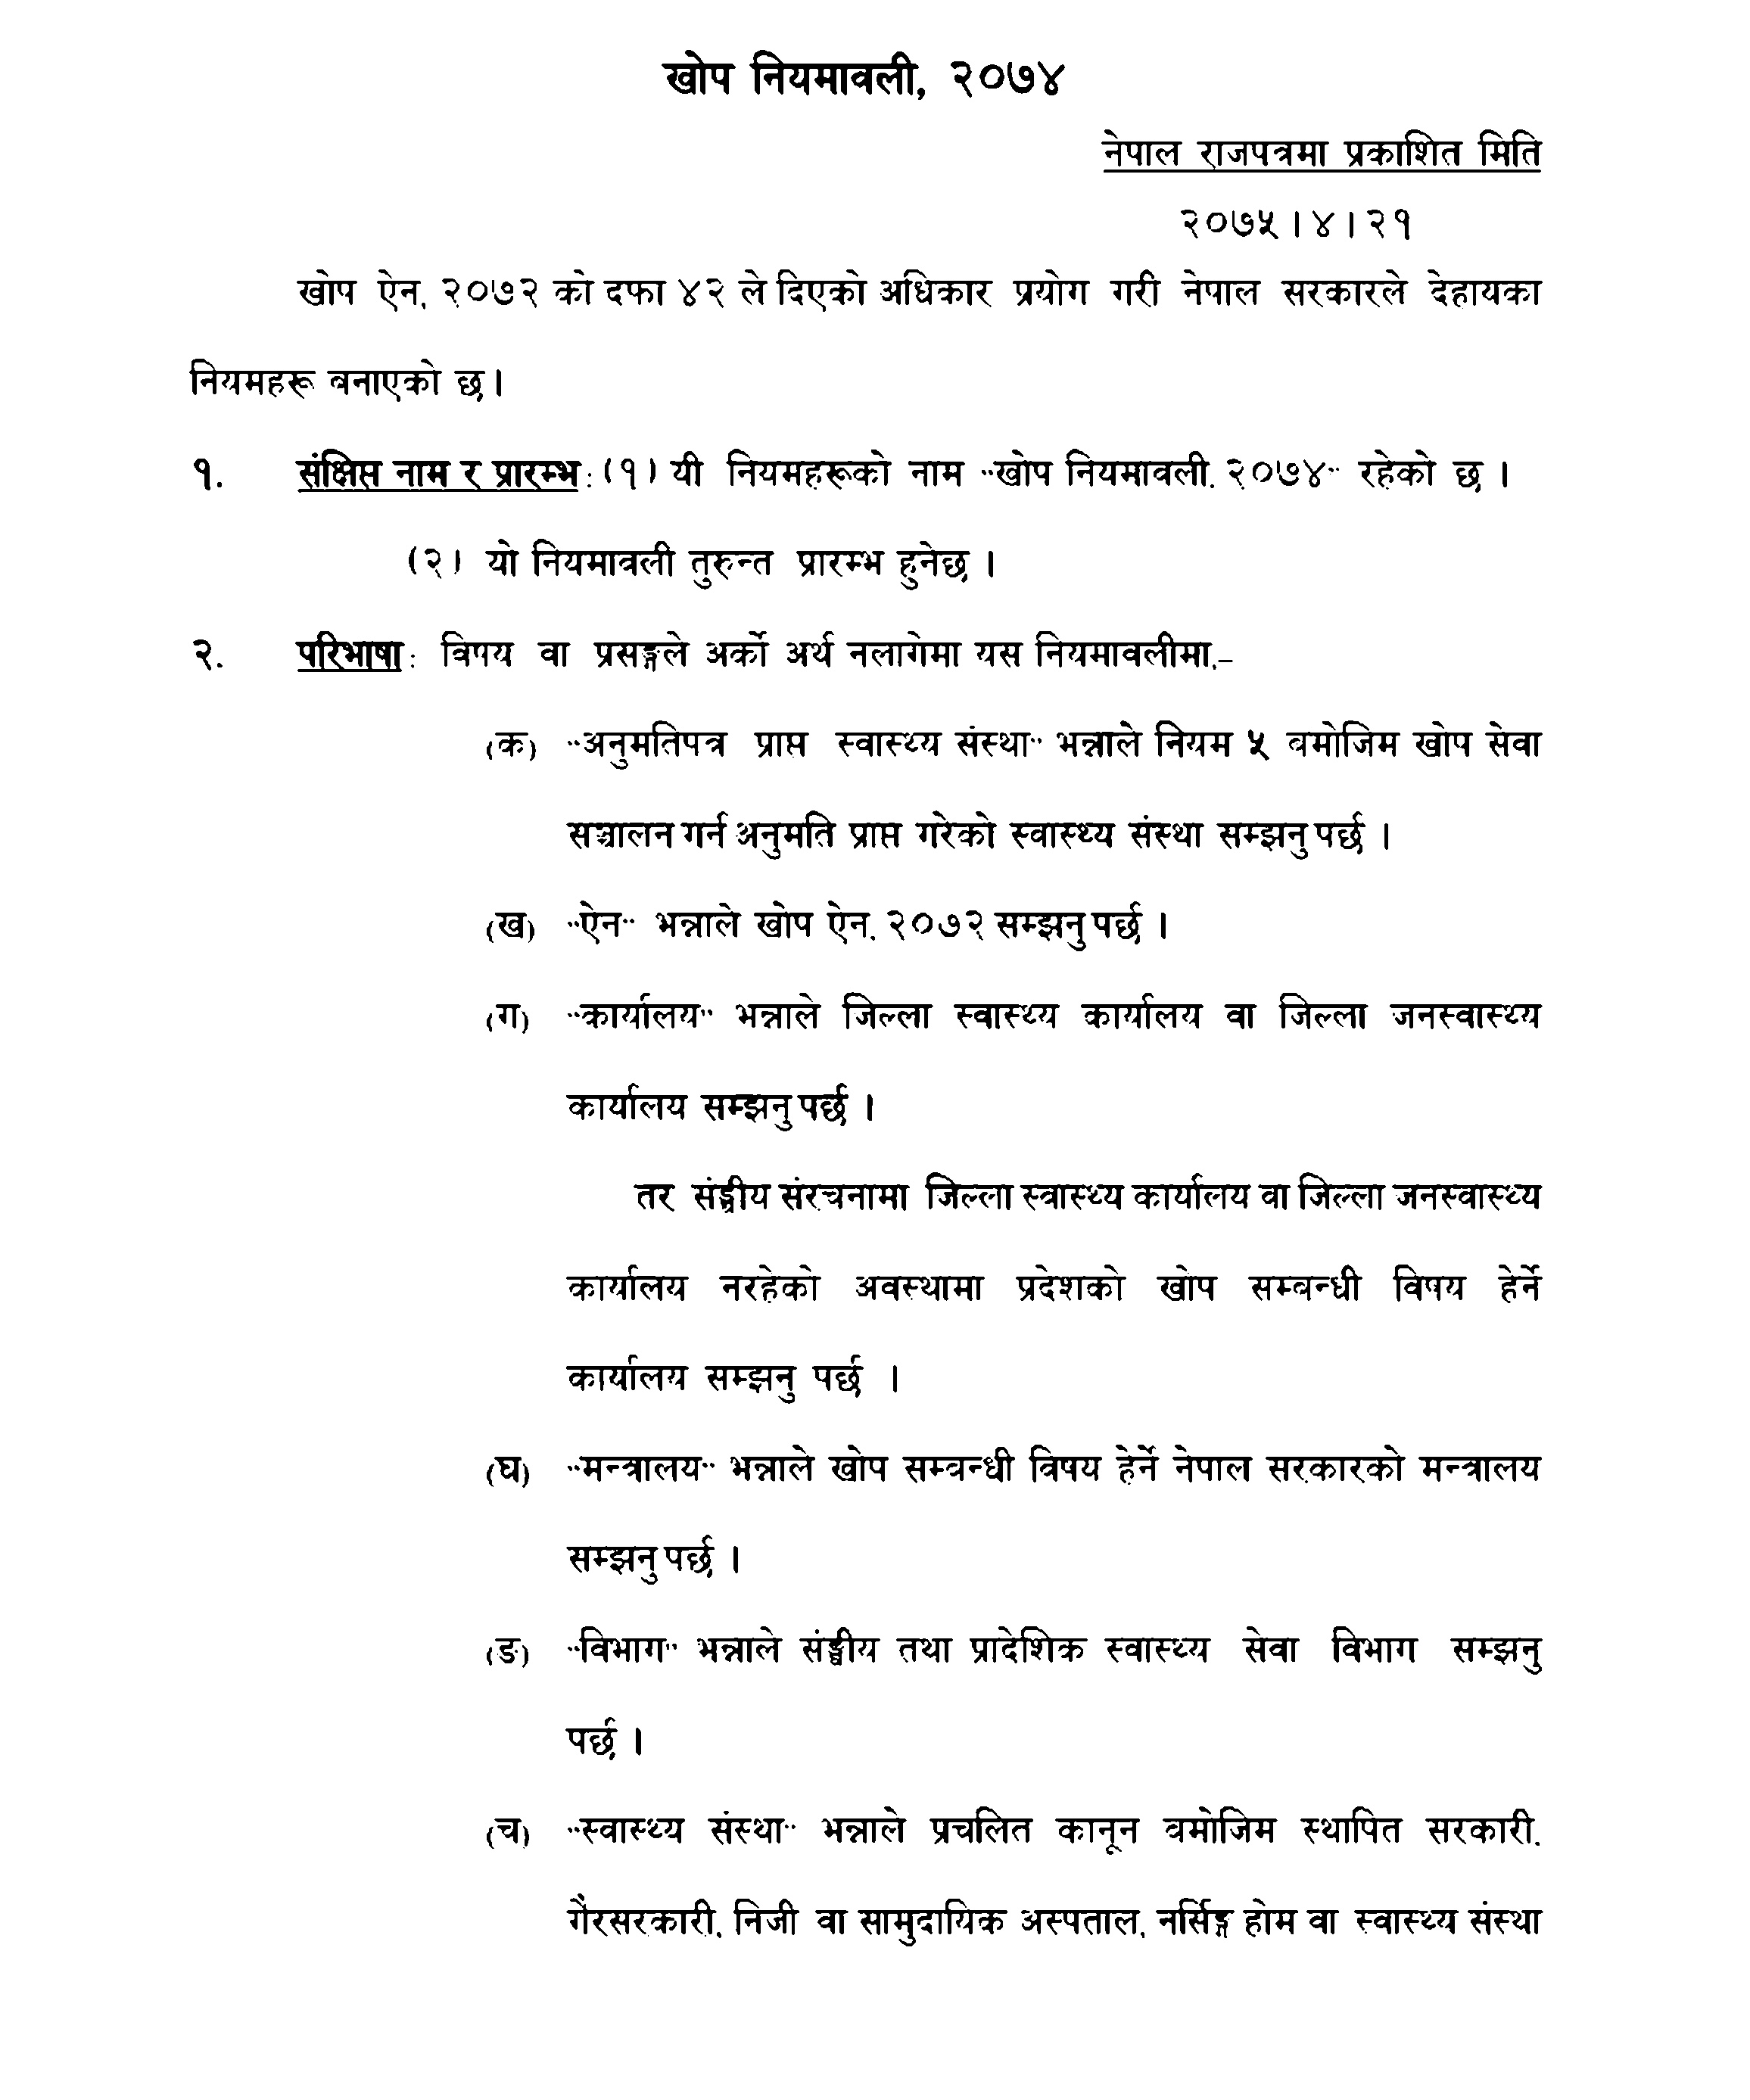 खोप नियमावली, २०७४
नेपाल राजपत्रमा प्रकाशित मिति
२०७५।४।२१
खोप ऐन, २०७२ को दफा ४२ ले दिएको अधिकार प्रयोग गरी नेपाल सरकारले देहायका
नियमहरू बनाएको छ।
१. संक्षिप्त नाम र प्रारम्भः (१) यी नियमहरूको नाम "खोप नियमावली, २०७४" रहेको छ ।
(२) यो नियमावली तुरुन्त प्रारम्भ हुनेछ ।
२. परिभाषाः विषय वा प्रसङ्गले अर्को अर्थ नलागेमा यस नियमावलीमा,–
(क) "अनुमतिपत्र प्राप्त स्वास्थ्य संस्था" भन्नाले नियम ५ बमोजिम खोप सेवा
सञ्चालन गर्न अनुमति प्राप्त गरेको स्वास्थ्य संस्था सम्झनु पर्छ ।
(ख) "ऐन" भन्नाले खोप ऐन, २०७२ सम्झनु पर्छ ।
(ग) "कार्यालय" भन्नाले जिल्ला स्वास्थ्य कार्यालय वा जिल्ला जनस्वास्थ्य
कार्यालय सम्झनु पर्छ ।
तर संङ्घीय संरचनामा जिल्ला स्वास्थ्य कार्यालय वा जिल्ला जनस्वास्थ्य
कार्यालय नरहेको अवस्थामा प्रदेशको खोप सम्बन्धी विषय हेर्ने
कार्यालय सम्झनु पर्छ ।
(घ) "मन्त्रालय" भन्नाले खोप सम्बन्धी विषय हेर्ने नेपाल सरकारको मन्त्रालय
सम्झनु पर्छ ।
(ङ) "विभाग" भन्नाले संङ्घीय तथा प्रादेशिक स्वास्थ्य सेवा विभाग सम्झनु
पर्छ ।
(च) "स्वास्थ्य संस्था" भन्नाले प्रचलित कानून बमोजिम स्थापित सरकारी,
गैरसरकारी, निजी वा सामुदायिक अस्पताल, नर्सिङ्ग होम वा स्वास्थ्य संस्था